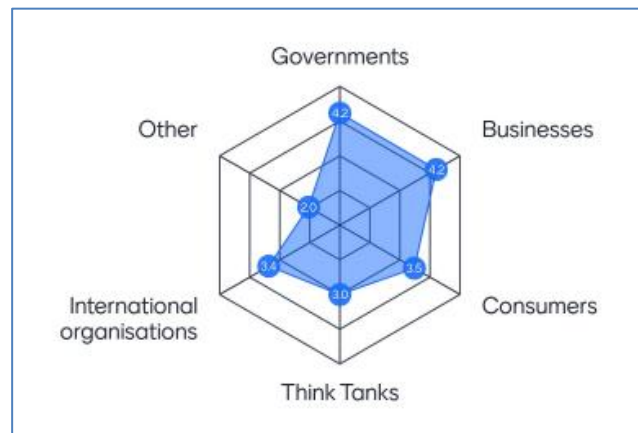 Governments
4.2
Other
Businesses
4.2
2.0
3.4
3.5
3.0
International
organisations
Consumers
Think Tanks